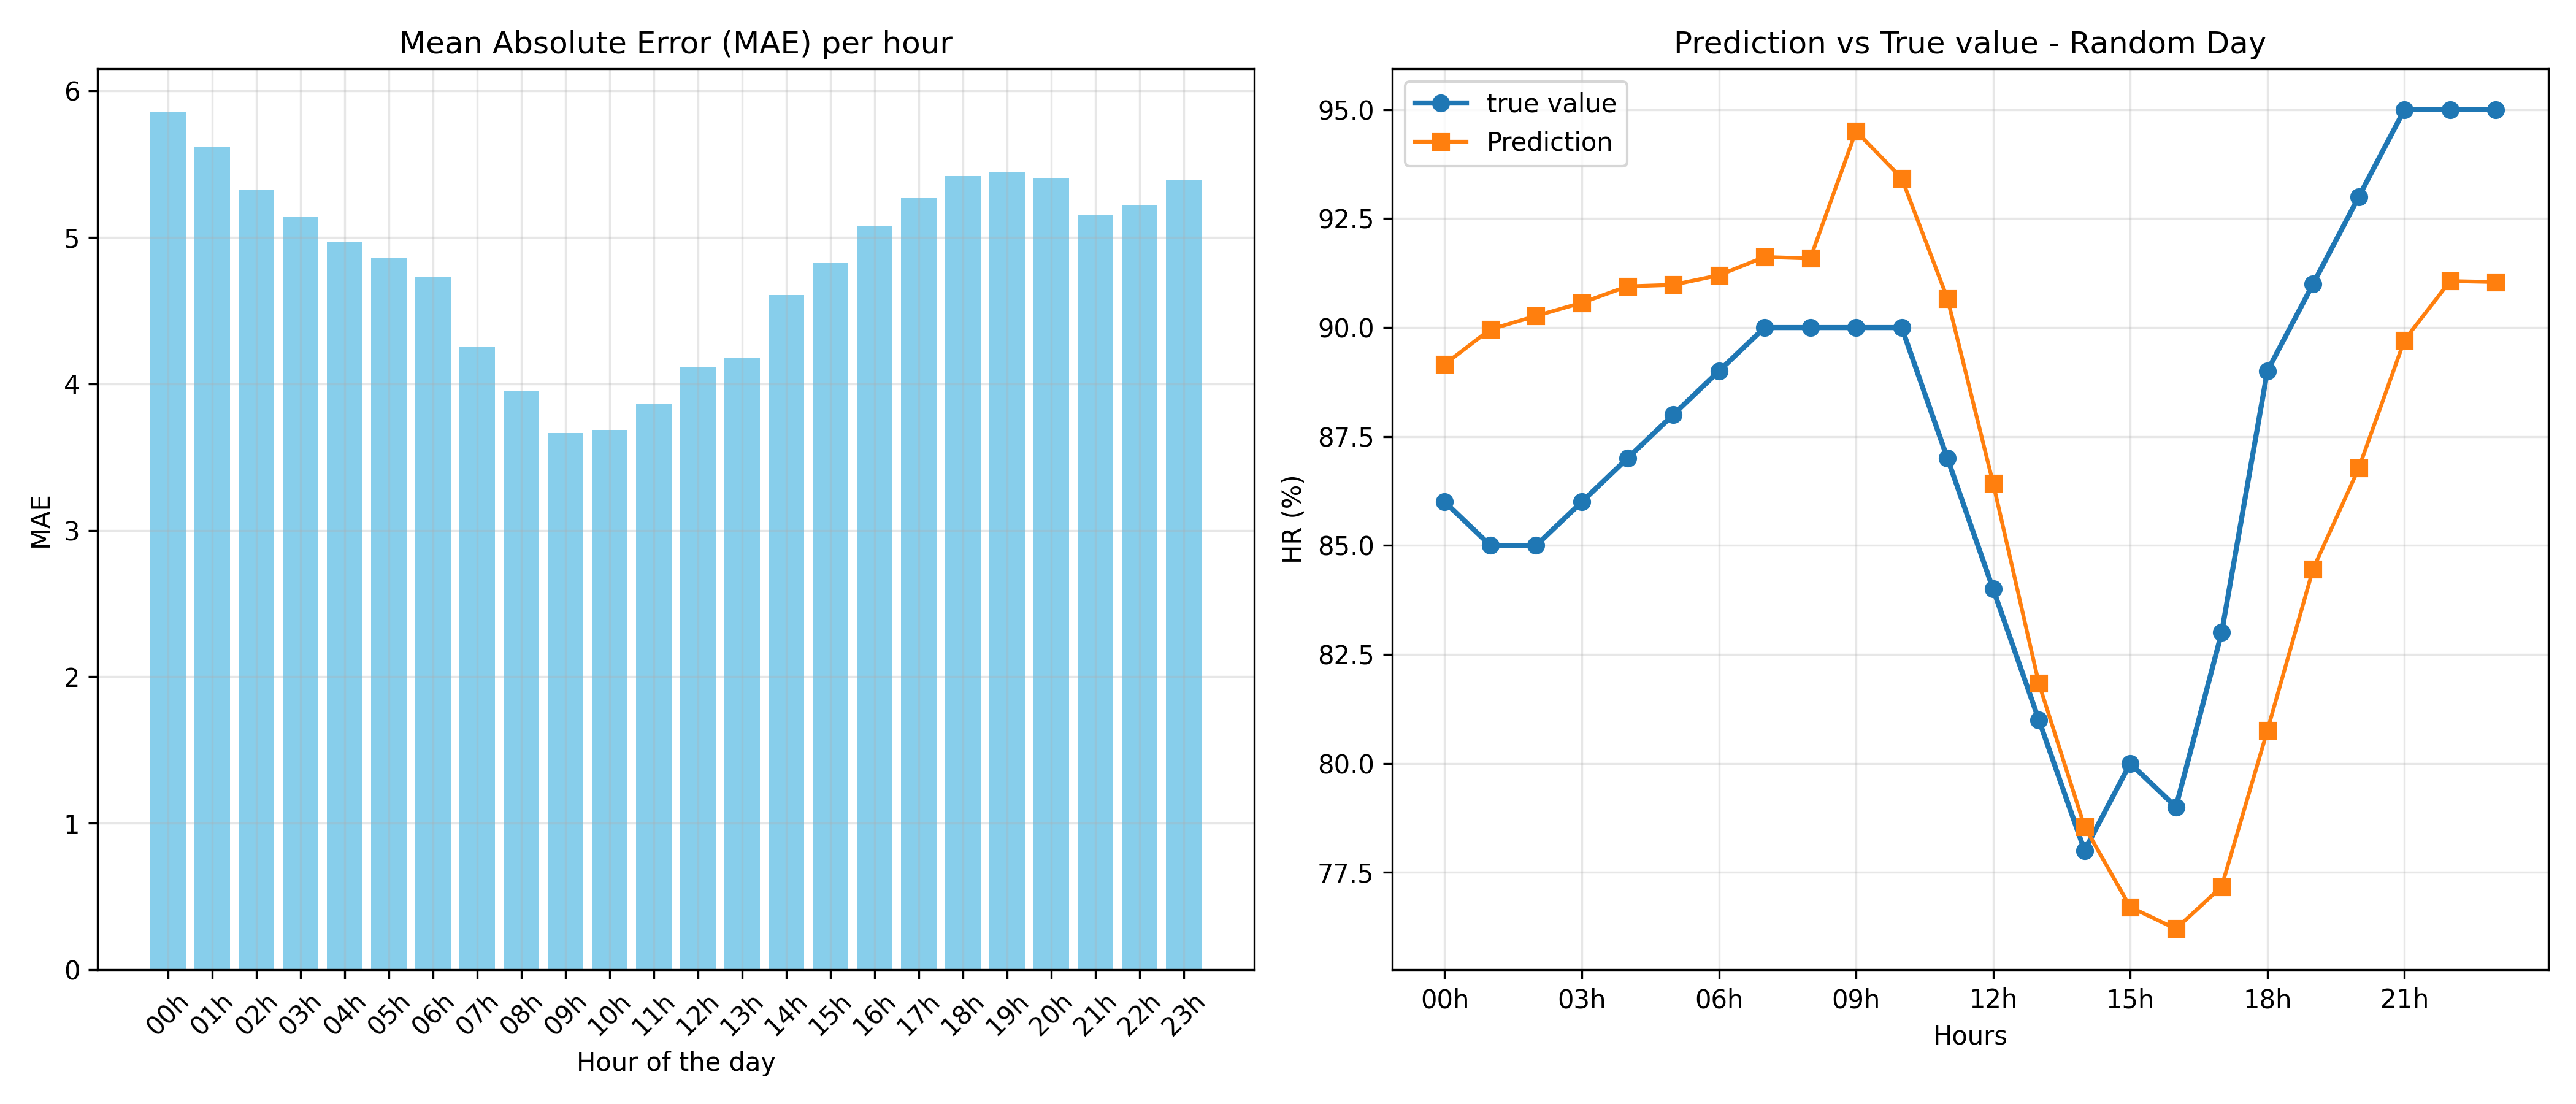 Mean Absolute Error (MAE) per hour
6
5
4
3
2
1
0
MAE
00h 01h 02h 03h 04h 05h 06h 07h 08h 09h 10h 11h 12h 13h 14h 15h 16h 17h 18h 19h 20h 21h 22h 23h
Hour of the day
Prediction vs True value - Random Day
true value
Prediction
95.0
92.5
90.0
87.5
85.0
82.5
80.0
77.5
HR (%)
00h 03h 06h 09h 12h 15h 18h 21h
Hours